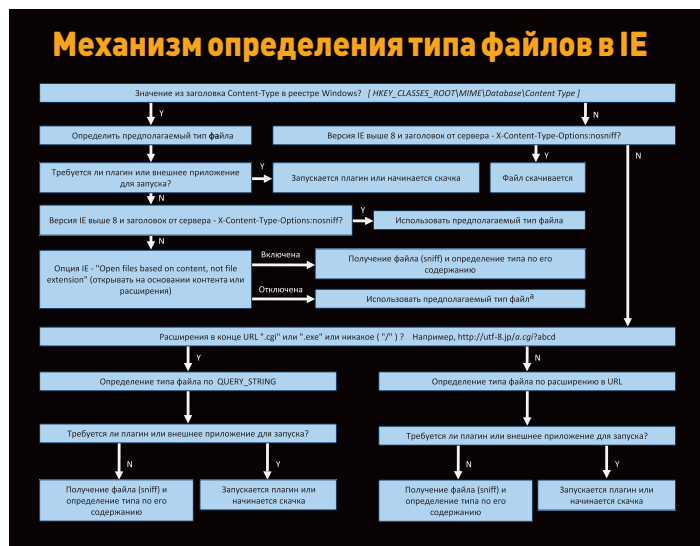 Механизм определения типа файлов в IE
Значение из заголовка Content-Type в реестре Windows? [ HKEY_CLASSES_ROOT\MIME\Database\Content Type ]
Y
N
Определить предполагаемый тип файла
Версия IE выше 8 и заголовок от сервера - X-Content-Type-Options:nosniff?
Y
N
Требуется ли плагин или внешнее приложение
для запуска?
Y
Запускается плагин или начинается скачка
Файл скачивается
N
Версия IE выше 8 и заголовок от сервера - X-Content-Type-Options:nosniff?
Y
Использовать предполагаемый тип файла
N
Опция IE - "Open files based on content, not file
extension" (открывать на основании контента или
расширения)
Включена
Получение файла (sniff) и определение типа по его
содержанию
Отключена
Использовать предполагаемый тип файла
Расширения в конце URL ".cgi" или ".exe" или никакое ( "/" ) ? Например, http://utf-8.jp/a.cgi?abcd
Y
N
Определение типа файла по QUERY_STRING
Определение типа файла по расширению в URL
Требуется ли плагин или внешнее приложение для запуска?
Требуется ли плагин или внешнее приложение для запуска?
N
Y
N
Y
Получение файла (sniff) и
определение типа по его
содержанию
Запускается плагин или
начинается скачка
Получение файла (sniff) и
определение типа по его
содержанию
Запускается плагин или
начинается скачка